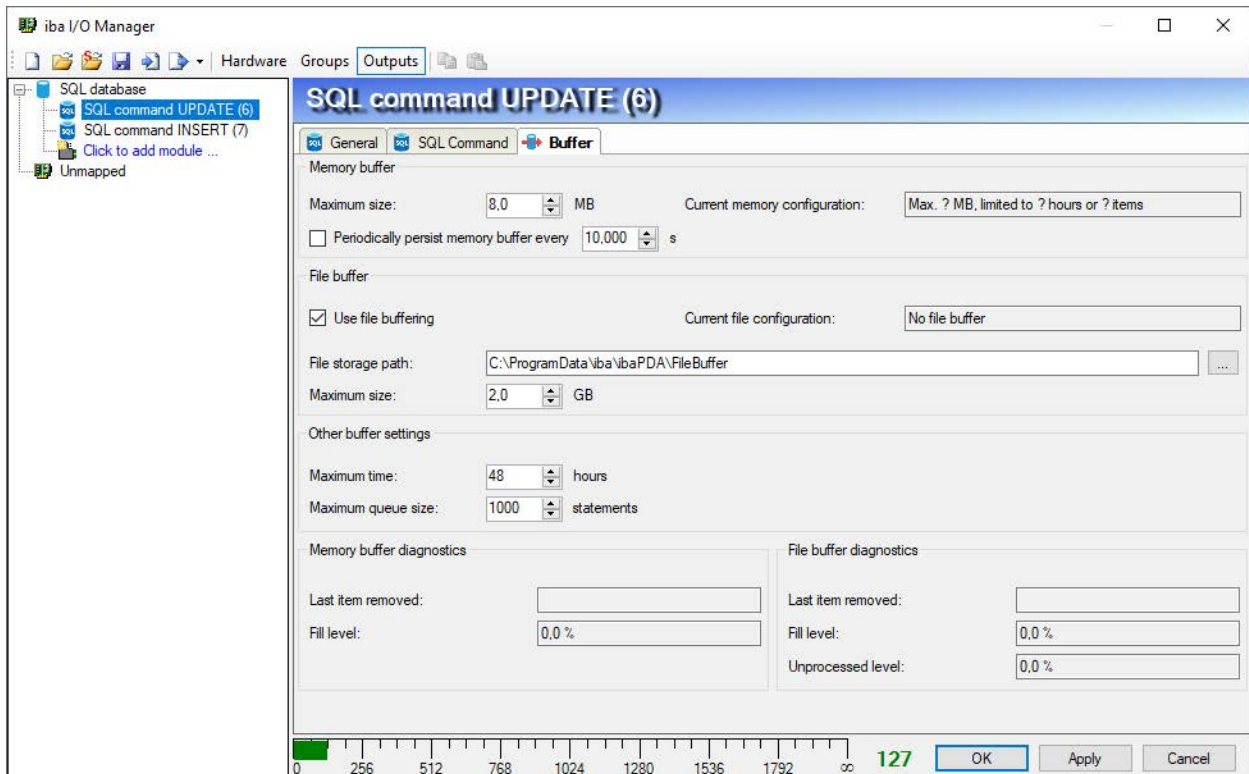 iba I/O Manager
Hardware Groups Outputs
SQL database
SQL command UPDATE (6)
SQL command INSERT (7)
Click to add module ...
Unmapped
SQL command UPDATE (6)
General SQL Command Buffer
Memory buffer
Maximum size: 8,0 MB Current memory configuration: Max. ? MB, limited to ? hours or ? items
Periodically persist memory buffer every 10,000 s
File buffer
Use file buffering Current file configuration: No file buffer
File storage path: C:\ProgramData\iba\ibaPDA\FileBuffer ...
Maximum size: 2,0 GB
Other buffer settings
Maximum time: 48 hours
Maximum queue size: 1000 statements
Memory buffer diagnostics File buffer diagnostics
Last item removed: Last item removed:
Fill level: 0,0 % Fill level: 0,0 %
Unprocessed level: 0,0 %
0 256 512 768 1024 1280 1536 1792 ∞ 127 OK Apply Cancel